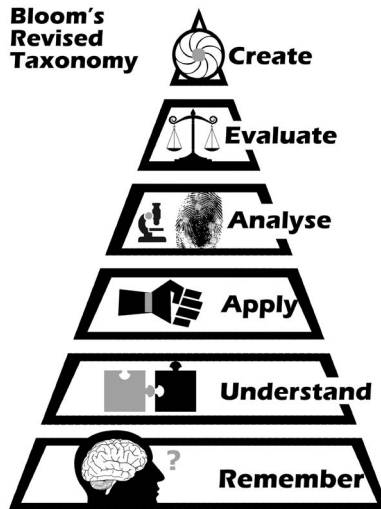 Bloom's
Revised
Taxonomy
Create
Evaluate
Analyse
Apply
Understand
?
Remember